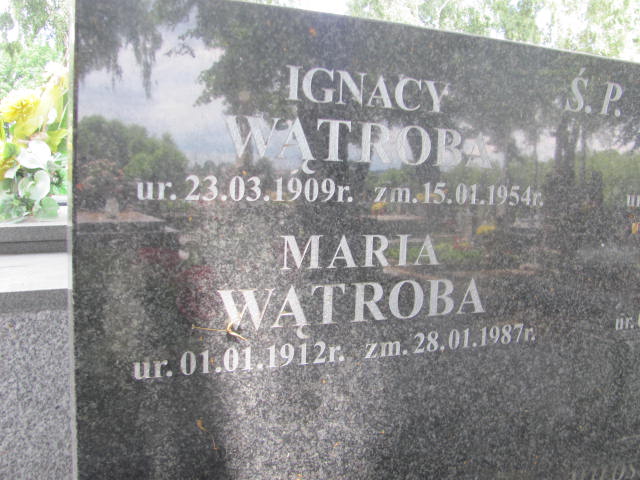 Ś. P.
IGNACY
WĄTROBA
ur. 23.03.1909r. zm. 15.01.1954r.
MARIA
WĄTROBA
ur. 01.01.1912r. zm. 28.01.1987r.